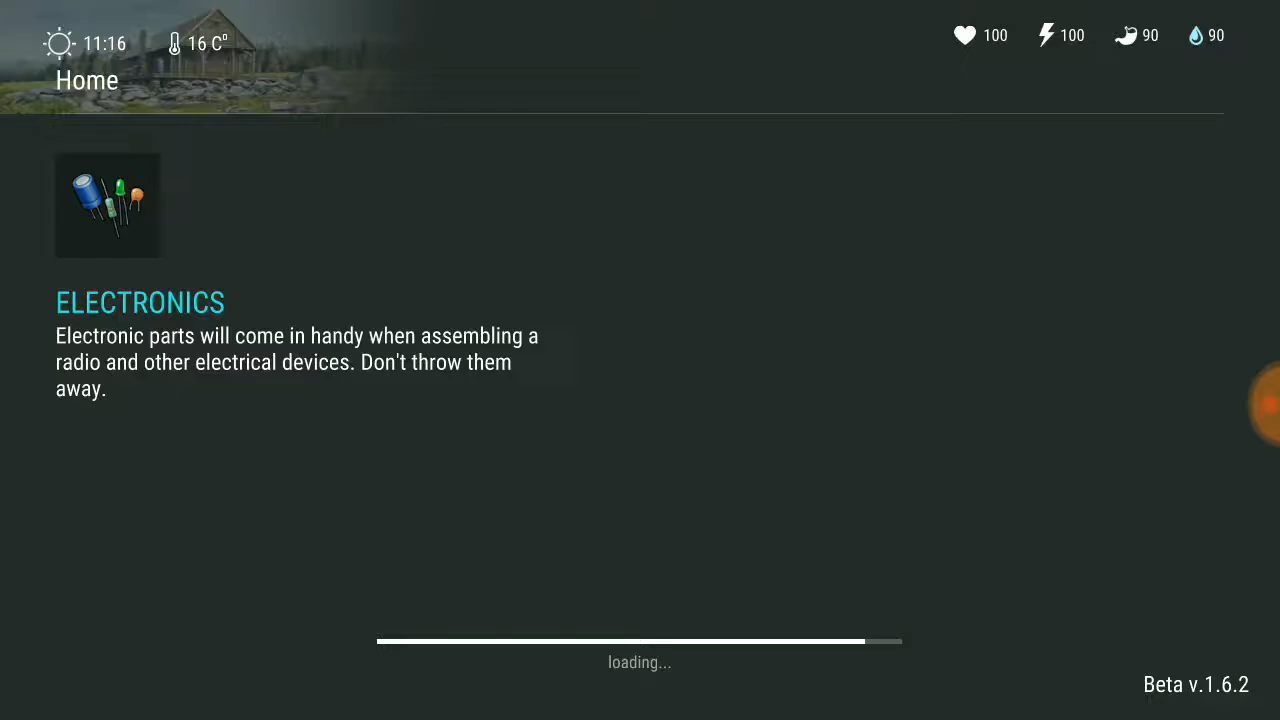 11:16
16 C°
100
100
90
90
Home
ELECTRONICS
Electronic parts will come in handy when assembling a
radio and other electrical devices. Don't throw them
away.
loading...
Beta v.1.6.2